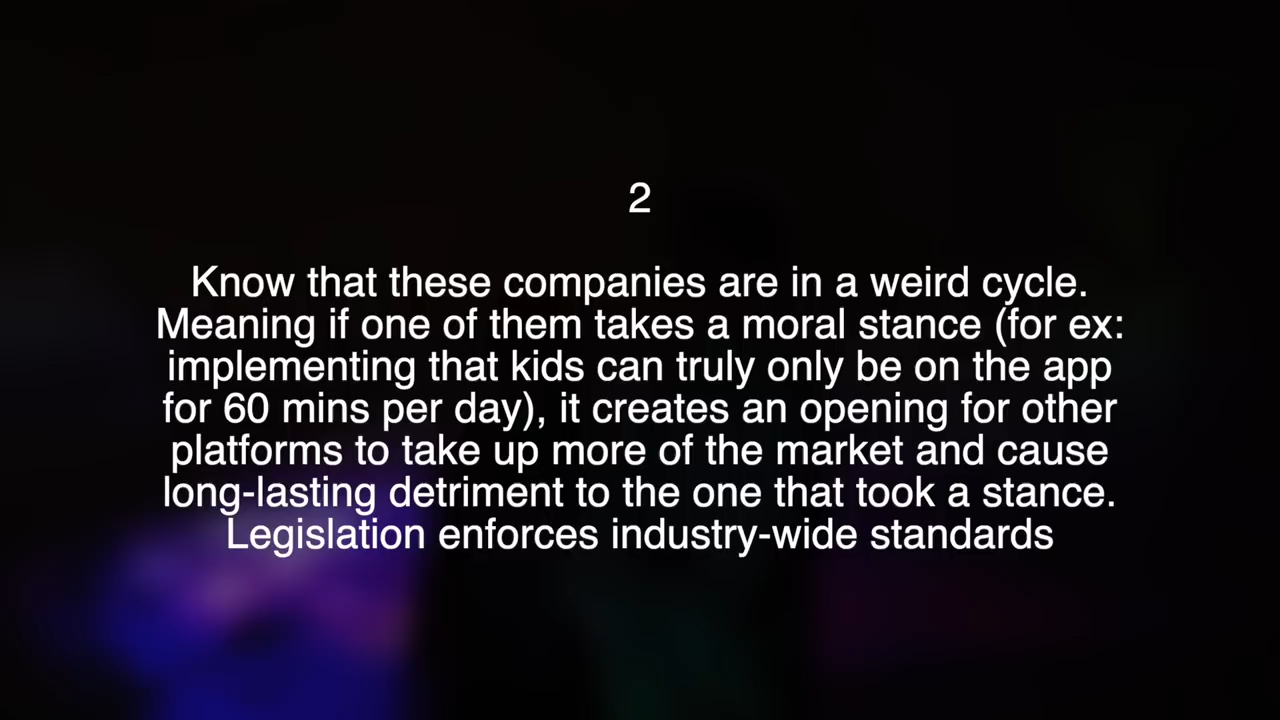 2
Know that these companies are in a weird cycle.
Meaning if one of them takes a moral stance (for ex:
implementing that kids can truly only be on the app
for 60 mins per day), it creates an opening for other
platforms to take up more of the market and cause
long-lasting detriment to the one that took a stance.
Legislation enforces industry-wide standards